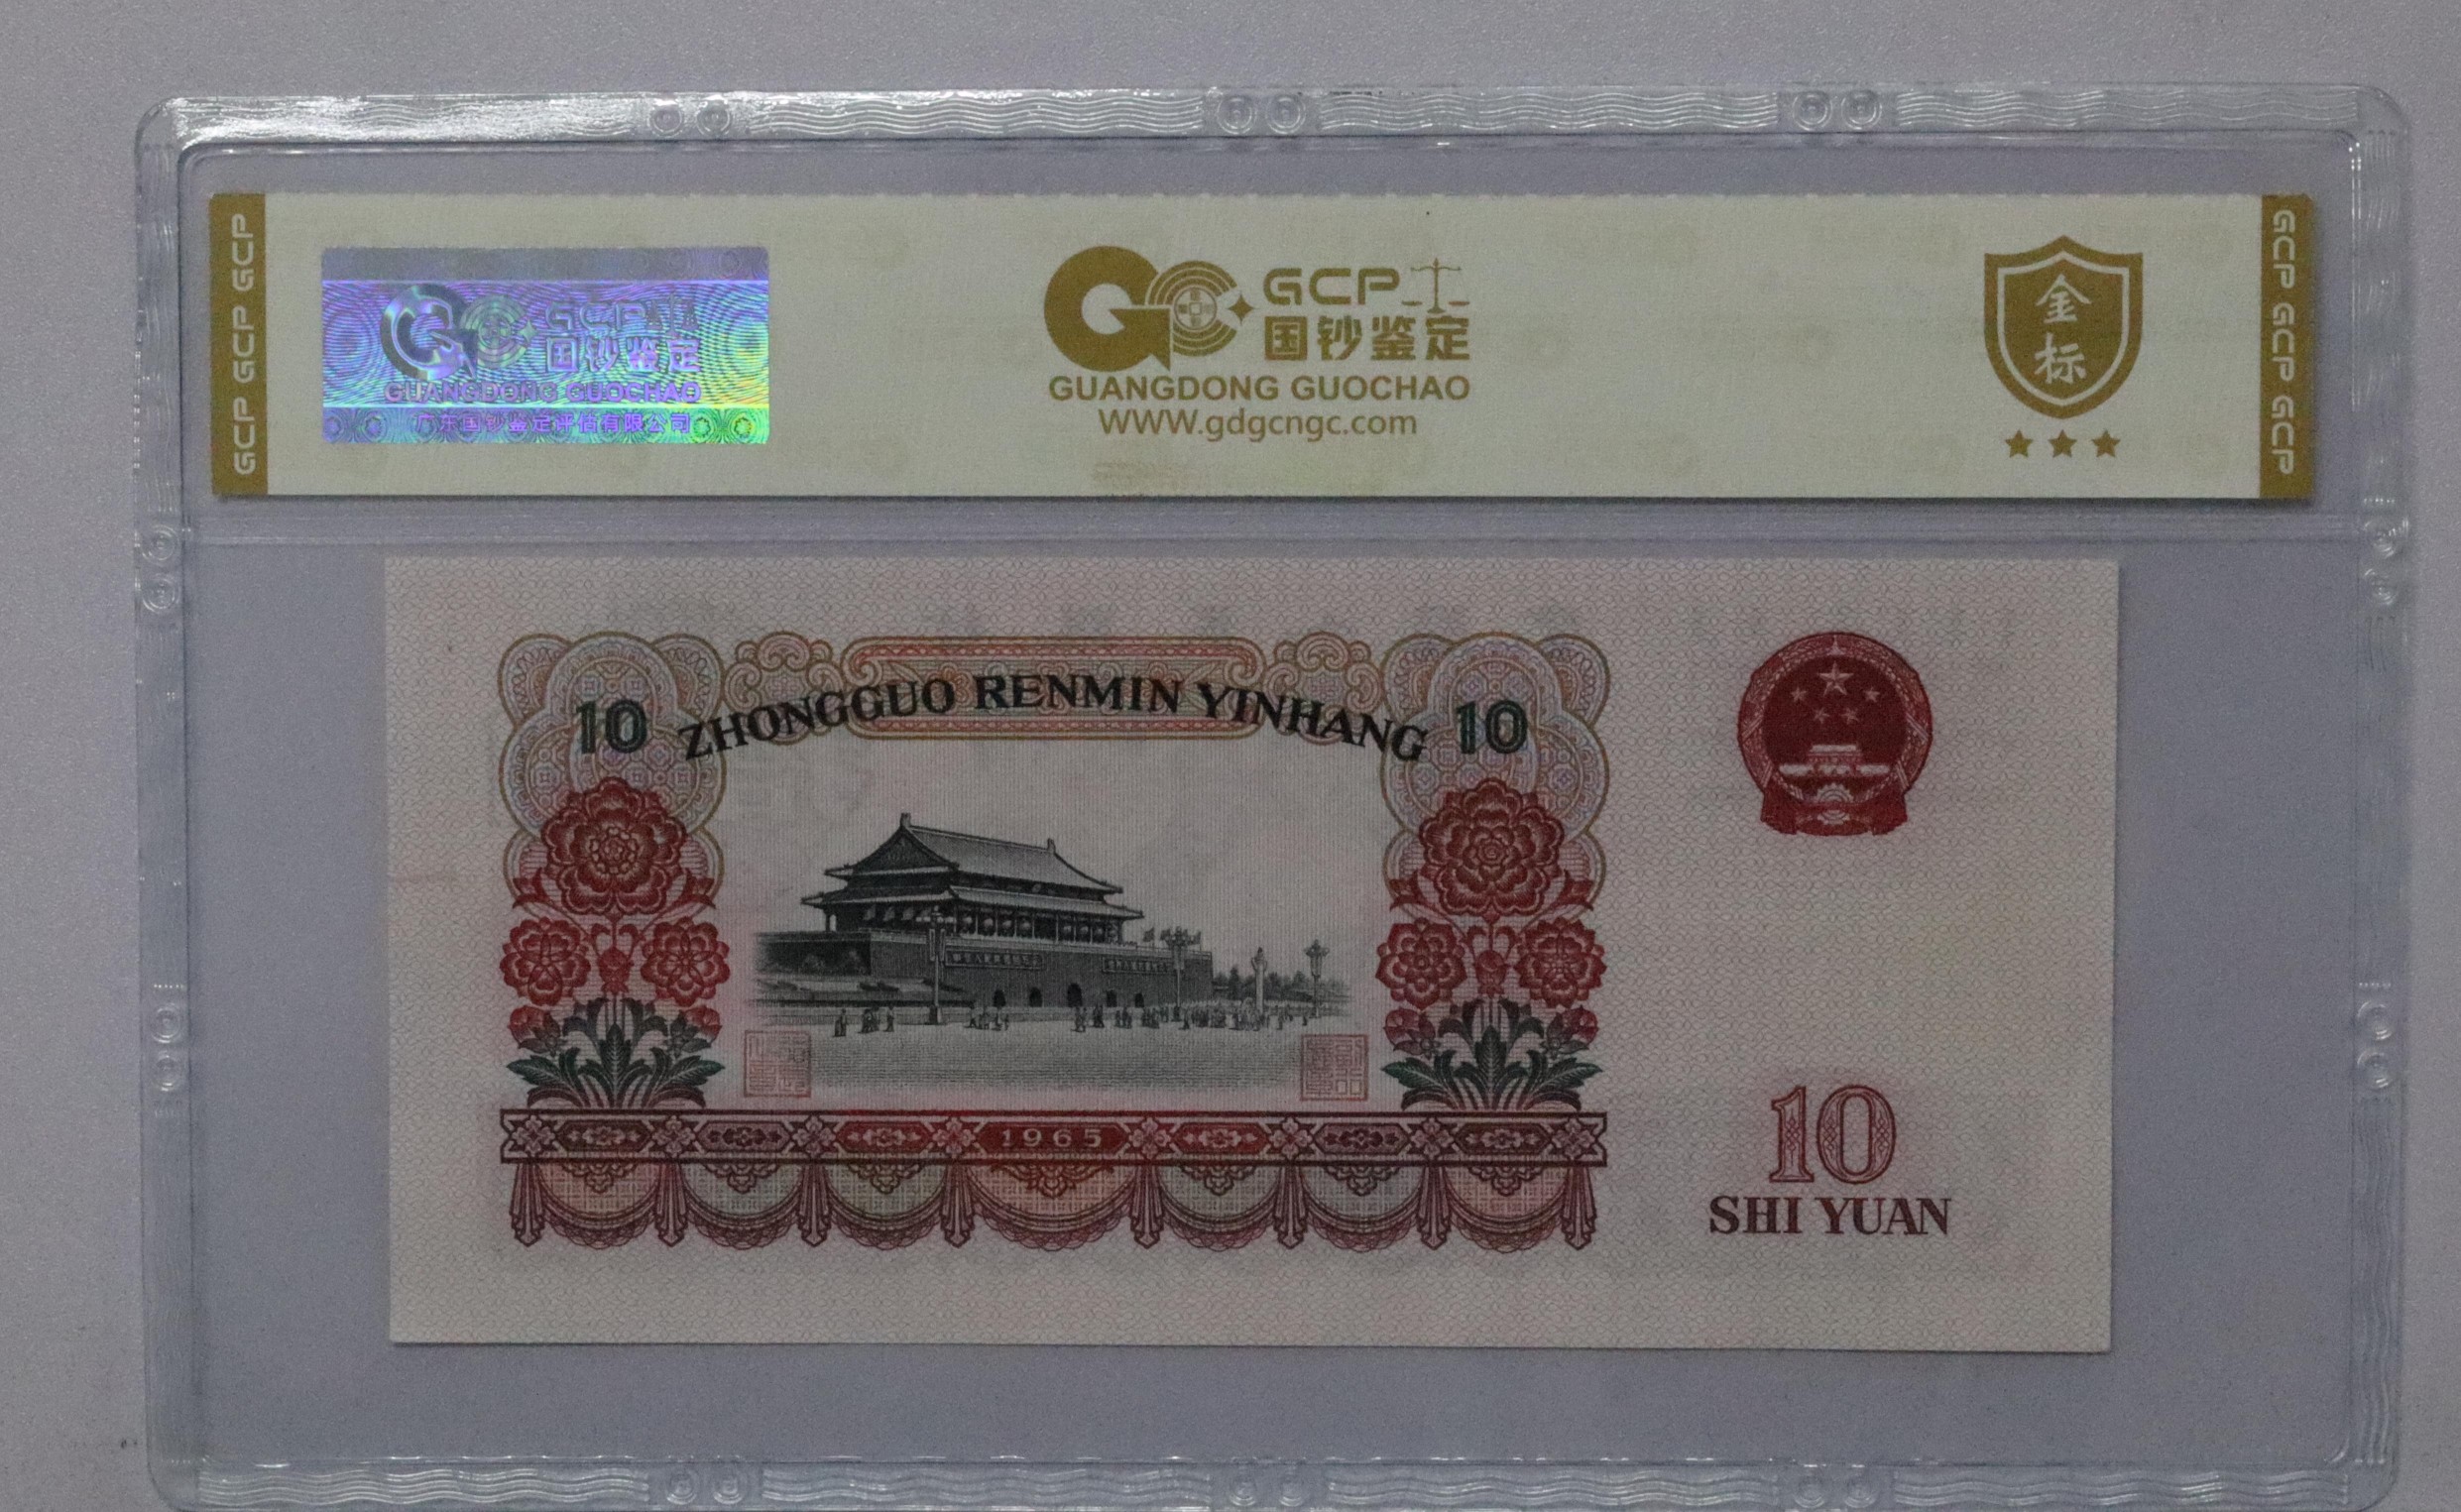 GCP GCP GCP
GCP
国钞鉴定
GUANGDONG GUOCHAO
广东国钞鉴定评估有限公司
GCP
国钞鉴定
GUANGDONG GUOCHAO
WWW.gdgcngc.com
金
标
GCP GCP GCP
10 ZHONGGUO RENMIN YINHANG 10
1965
10
SHI YUAN